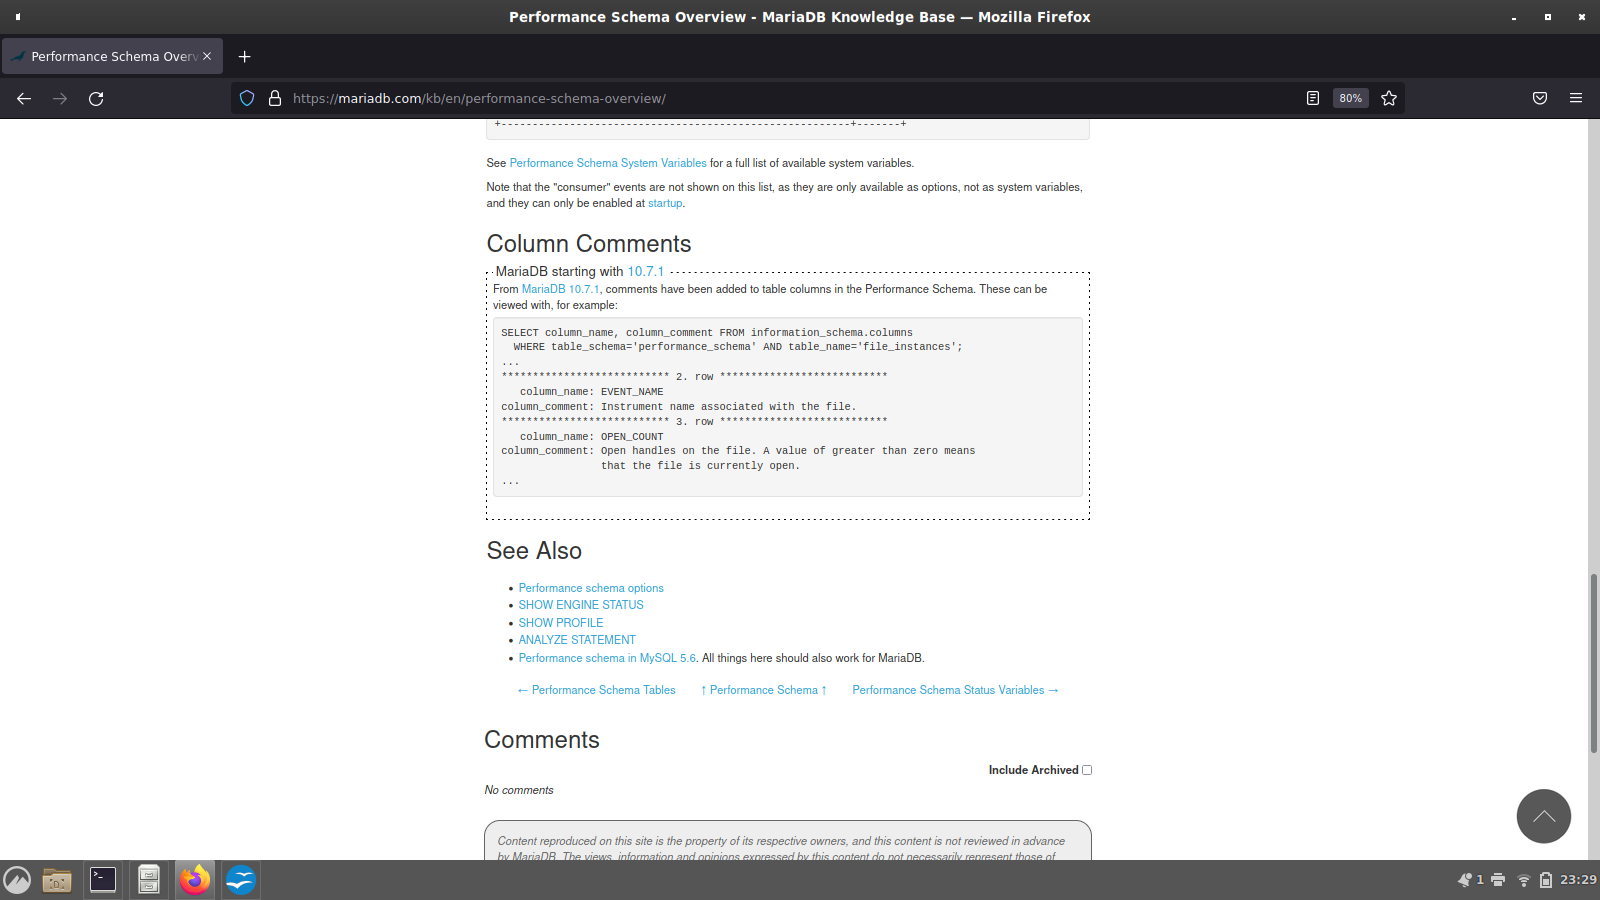 Performance Schema Overview - MariaDB Knowledge Base — Mozilla Firefox
Performance Schema Overv
https://mariadb.com/kb/en/performance-schema-overview/
80%
+--------------------------------------------------------+-------+
See Performance Schema System Variables for a full list of available system variables.
Note that the "consumer" events are not shown on this list, as they are only available as options, not as system variables,
and they can only be enabled at startup.
Column Comments
MariaDB starting with 10.7.1
From MariaDB 10.7.1, comments have been added to table columns in the Performance Schema. These can be
viewed with, for example:
SELECT column_name, column_comment FROM information_schema.columns
  WHERE table_schema='performance_schema' AND table_name='file_instances';
...
*************************** 2. row ***************************
   column_name: EVENT_NAME
column_comment: Instrument name associated with the file.
*************************** 3. row ***************************
   column_name: OPEN_COUNT
column_comment: Open handles on the file. A value of greater than zero means
                that the file is currently open.
...
See Also
• Performance schema options
• SHOW ENGINE STATUS
• SHOW PROFILE
• ANALYZE STATEMENT
• Performance schema in MySQL 5.6. All things here should also work for MariaDB.
← Performance Schema Tables ↑ Performance Schema ↑ Performance Schema Status Variables →
Comments
Include Archived
No comments
Content reproduced on this site is the property of its respective owners, and this content is not reviewed in advance
by MariaDB. The views, information and opinions expressed by this content do not necessarily represent those of
1 23:29